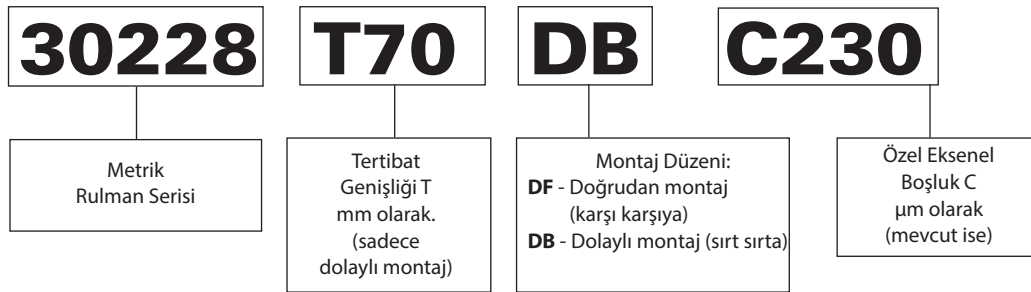 30228 T70 DB C230
Metrik
Rulman Serisi
Tertibat
Genişliği T
mm olarak.
(sadece
dolaylı montaj)
Montaj Düzeni:
DF - Doğrudan montaj
(karşı karşıya)
DB - Dolaylı montaj (sırt sırta)
Özel Eksenel
Boşluk C
µm olarak
(mevcut ise)